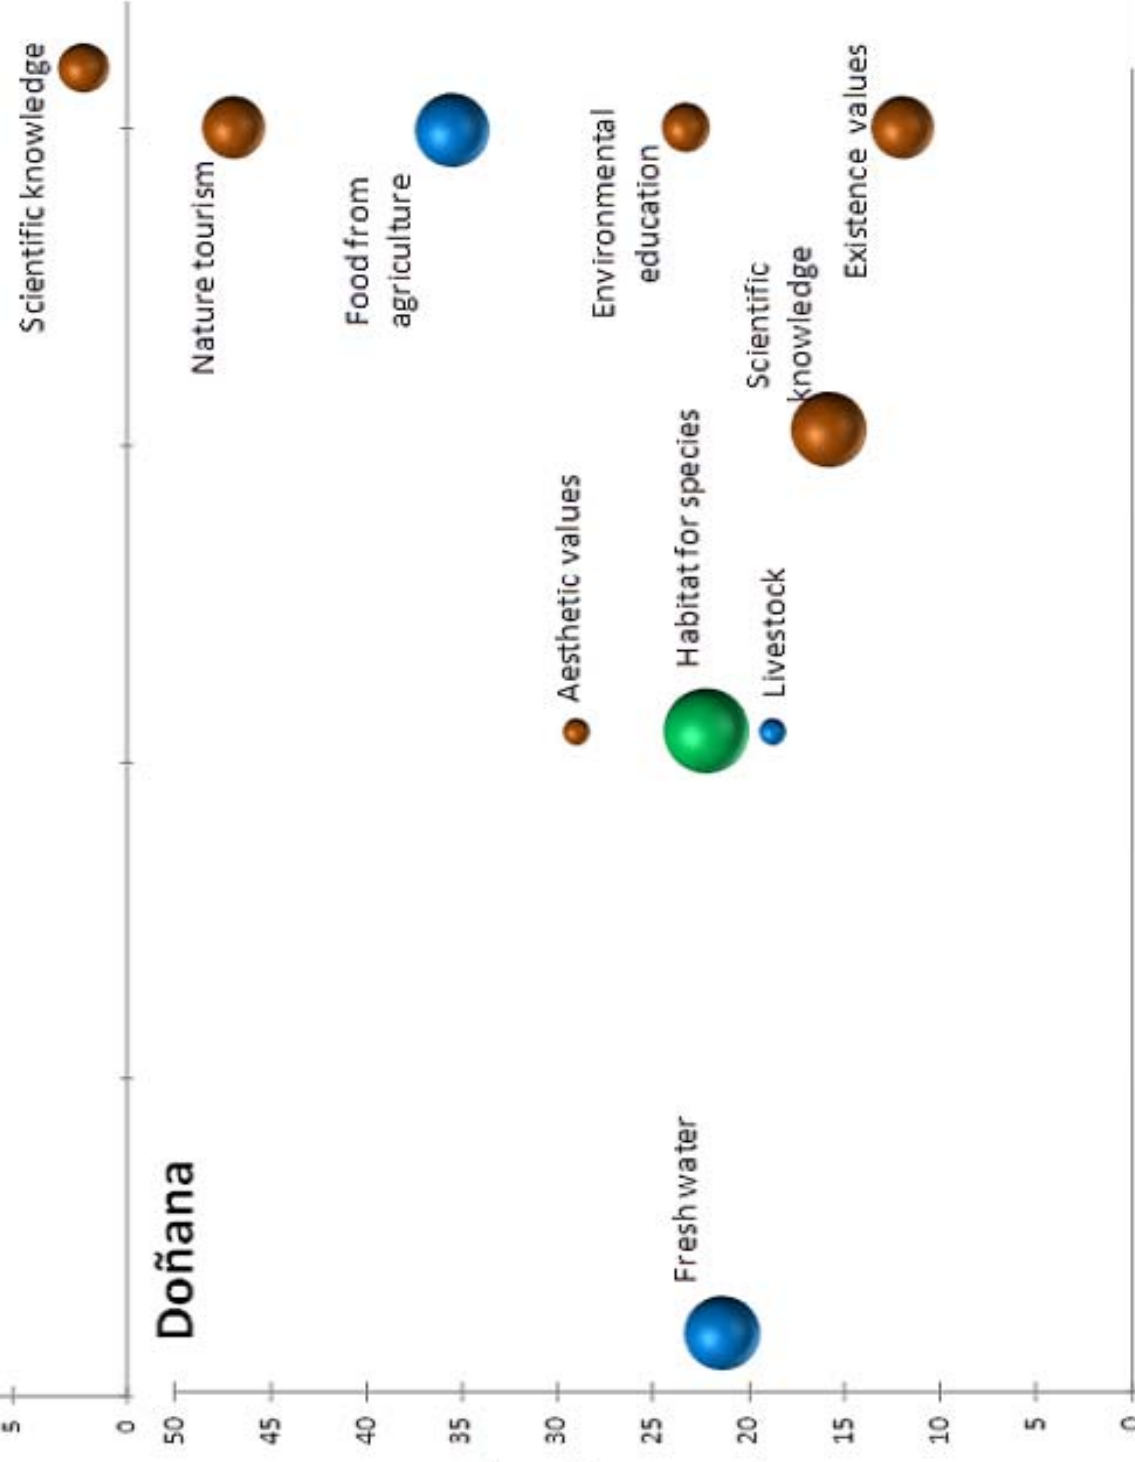 Scientific knowledge
5
0
Doñana
50
45
40
35
30
25
20
15
10
5
0
Nature tourism
Food from
agriculture
Environmental
education
Existence values
Scientific
knowledge
Aesthetic values
Habitat for species
Livestock
Fresh water